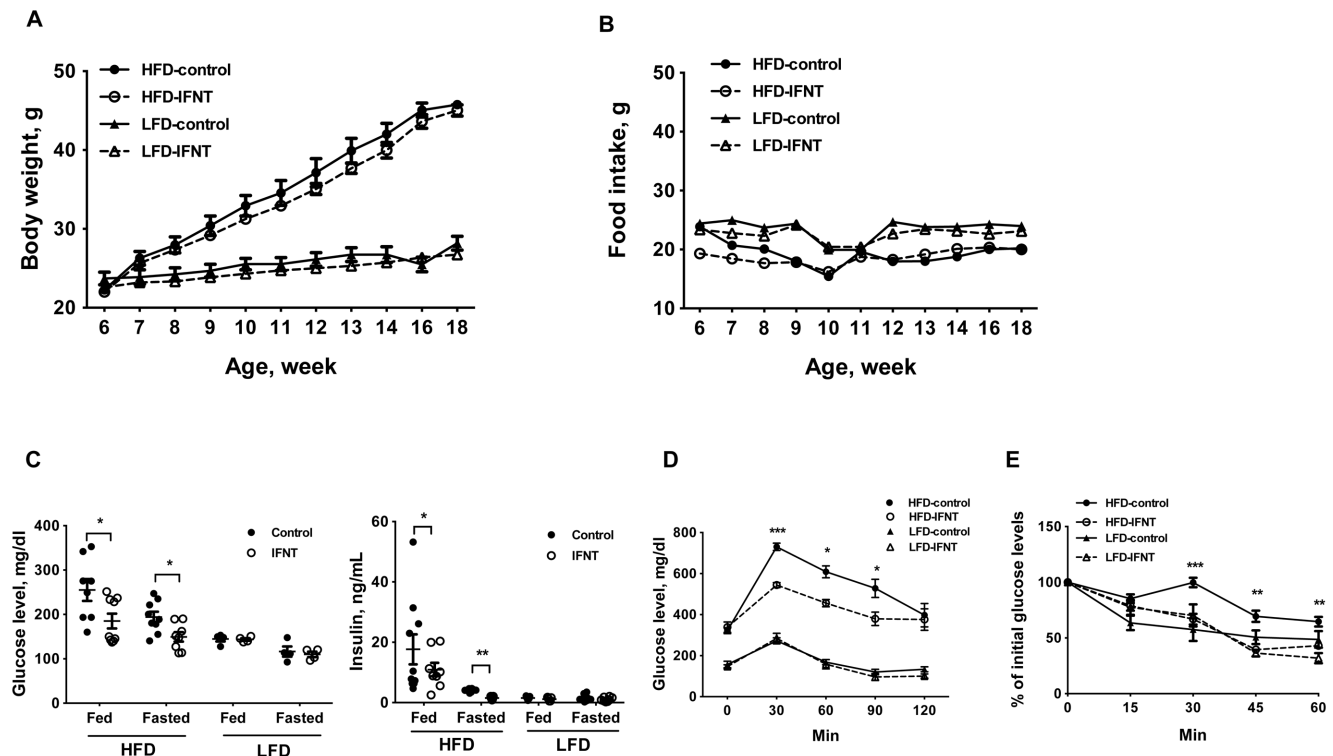 A
Body weight, g
50
40
30
20
HFD-control
HFD-IFNT
LFD-control
LFD-IFNT
6 7 8 9 10 11 12 13 14 16 18
Age, week
B
Food intake, g
50
40
30
20
10
HFD-control
HFD-IFNT
LFD-control
LFD-IFNT
6 7 8 9 10 11 12 13 14 16 18
Age, week
C
Glucose level, mg/dl
400
300
200
100
0
Control
IFNT
*
*
Fed Fasted Fed Fasted
HFD LFD
Insulin, ng/mL
60
40
20
0
Control
IFNT
*
**
Fed Fasted Fed Fasted
HFD LFD
D
Glucose level, mg/dl
800
600
400
200
0
HFD-control
HFD-IFNT
LFD-control
LFD-IFNT
***
*
*
0 30 60 90 120
Min
E
% of initial glucose levels
150
100
50
0
HFD-control
HFD-IFNT
LFD-control
LFD-IFNT
***
**
**
0 15 30 45 60
Min